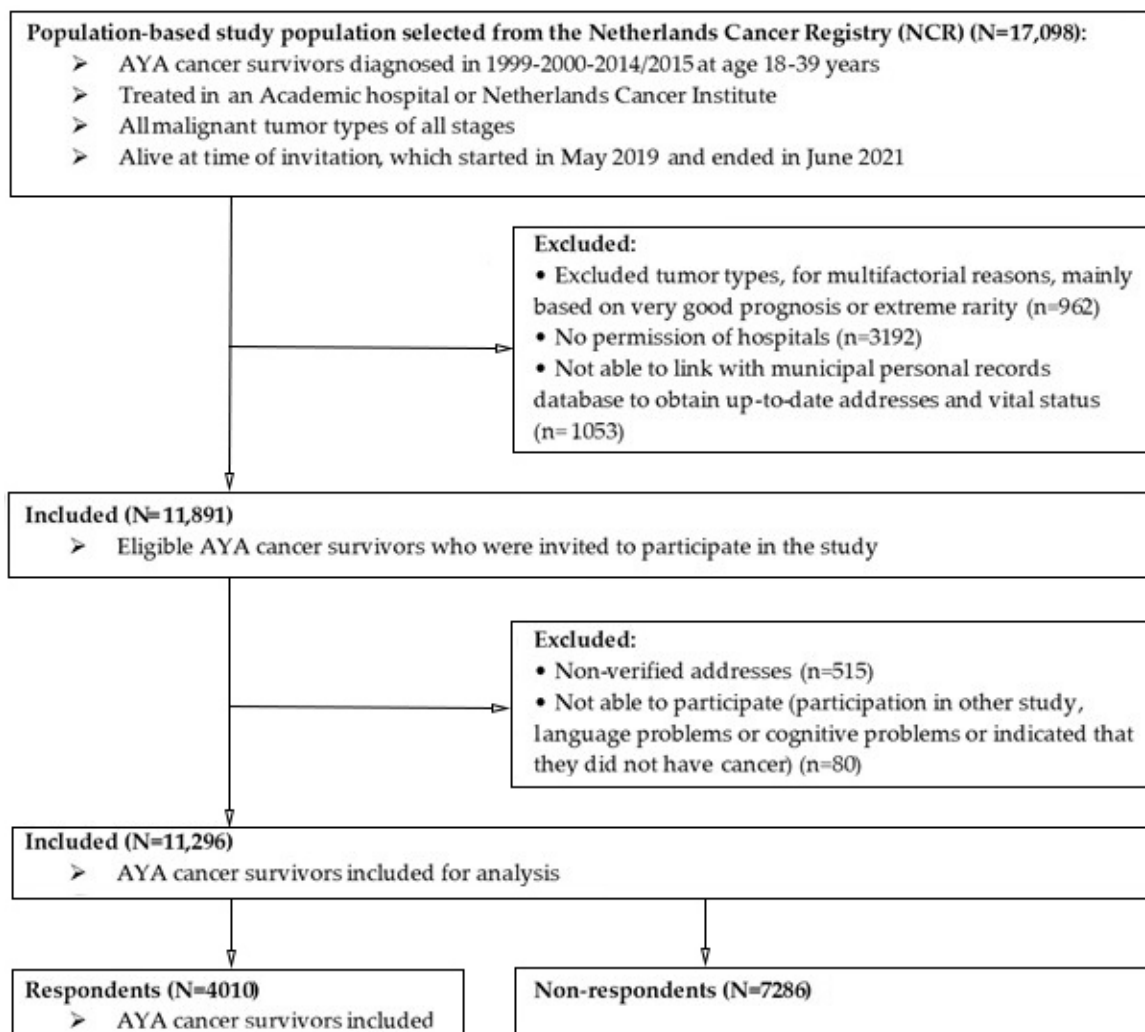 Population-based study population selected from the Netherlands Cancer Registry (NCR) (N=17,098):
➤ AYA cancer survivors diagnosed in 1999-2000-2014/2015 at age 18-39 years
➤ Treated in an Academic hospital or Netherlands Cancer Institute
➤ All malignant tumor types of all stages
➤ Alive at time of invitation, which started in May 2019 and ended in June 2021
Excluded:
• Excluded tumor types, for multifactorial reasons, mainly
based on very good prognosis or extreme rarity (n=962)
• No permission of hospitals (n=3192)
• Not able to link with municipal personal records
database to obtain up-to-date addresses and vital status
(n=1053)
Included (N=11,891)
➤ Eligible AYA cancer survivors who were invited to participate in the study
Excluded:
• Non-verified addresses (n=515)
• Not able to participate (participation in other study,
language problems or cognitive problems or indicated that
they did not have cancer) (n=80)
Included (N=11,296)
➤ AYA cancer survivors included for analysis
Respondents (N=4010)
➤ AYA cancer survivors included
Non-respondents (N=7286)